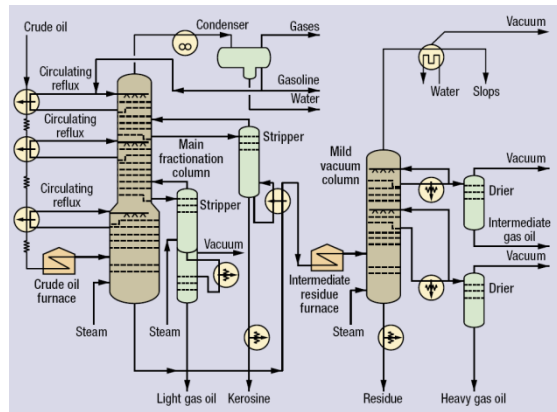 Crude oil
Condenser
Gases
Vacuum
Circulating
reflux
Gasoline
Water
Water
Slops
Circulating
reflux
Main
fractionation
column
Stripper
Mild
vacuum
column
Vacuum
Circulating
reflux
Stripper
Drier
Vacuum
Intermediate
gas oil
Vacuum
Crude oil
furnace
Intermediate
residue
furnace
Drier
Steam
Steam
Steam
Light gas oil
Kerosine
Residue
Heavy gas oil